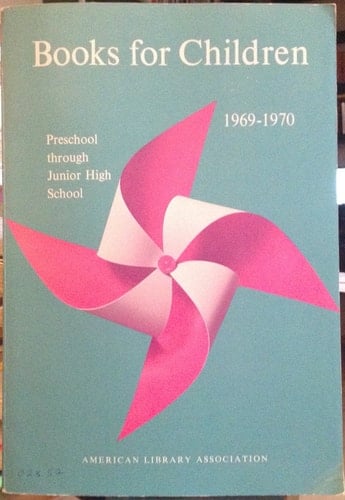 Books for Children
1969-1970
Preschool
through
Junior High
School
AMERICAN LIBRARY ASSOCIATION